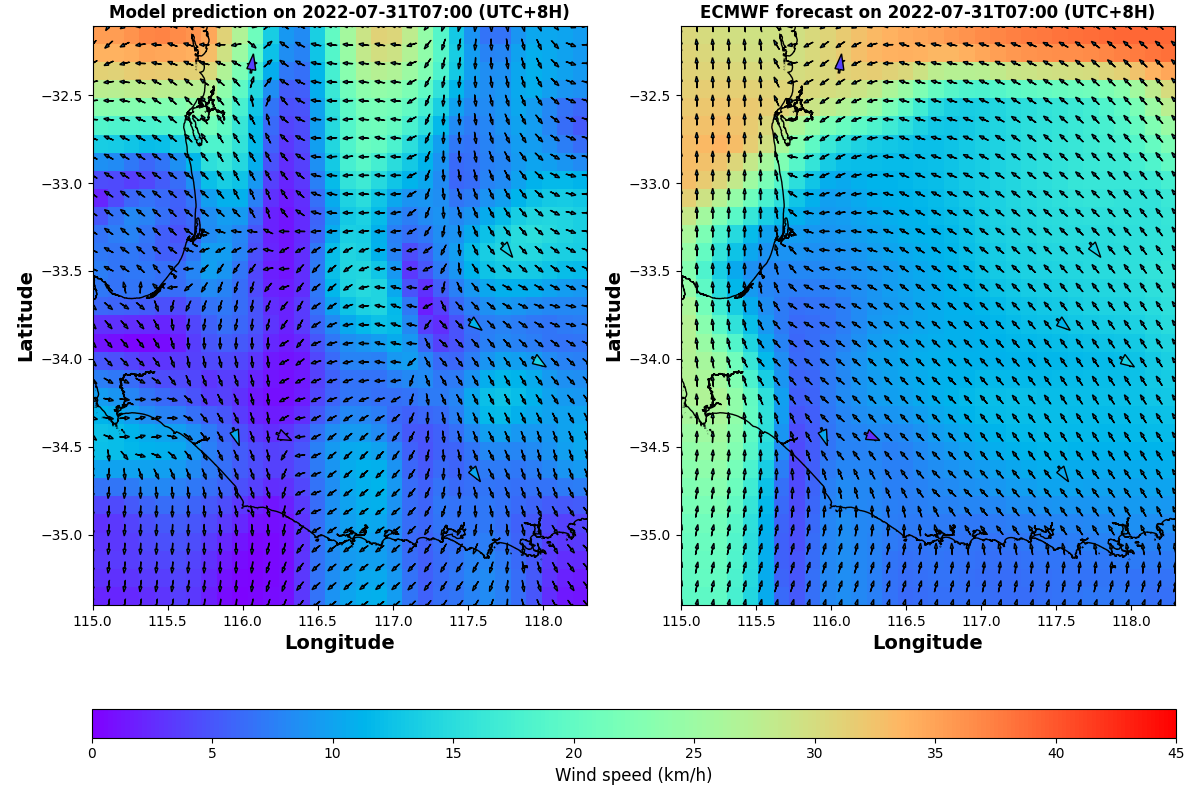 Model prediction on 2022-07-31T07:00 (UTC+8H)
ECMWF forecast on 2022-07-31T07:00 (UTC+8H)
Latitude
−32.5
−33.0
−33.5
−34.0
−34.5
−35.0
115.0 115.5 116.0 116.5 117.0 117.5 118.0
Longitude
Latitude
−32.5
−33.0
−33.5
−34.0
−34.5
−35.0
115.0 115.5 116.0 116.5 117.0 117.5 118.0
Longitude
0 5 10 15 20 25 30 35 40 45
Wind speed (km/h)